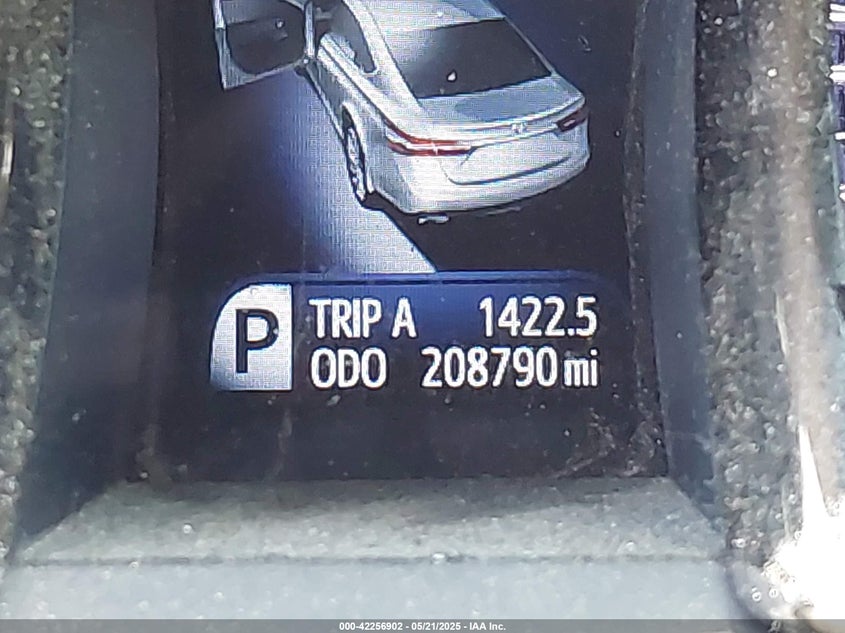 P
TRIP A 1422.5
ODO 208790 mi
000-42256902 - 05/21/2025 - IAA Inc.